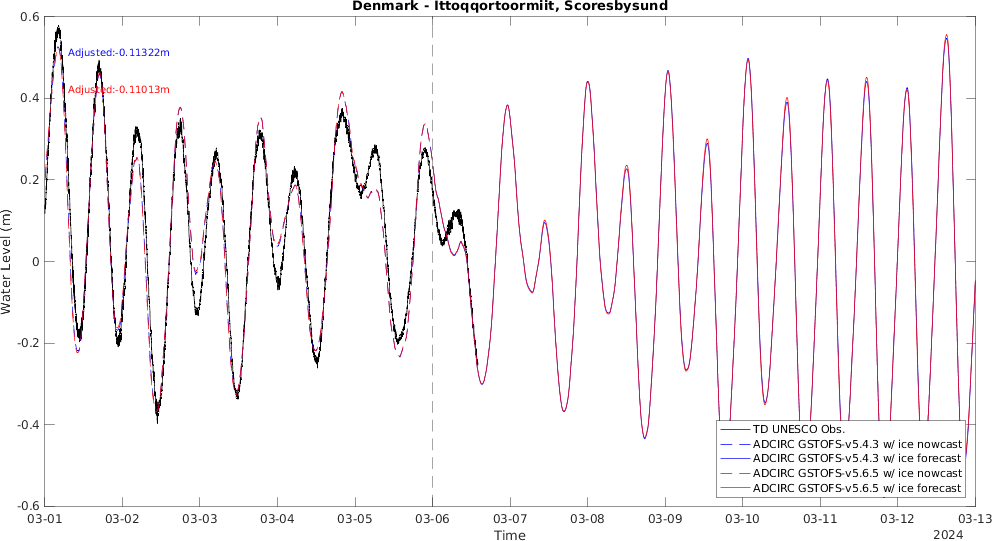 Denmark - Ittoqqortoormiit, Scoresbysund
0.6
0.4
0.2
0
-0.2
-0.4
-0.6
Water Level (m)
Adjusted:-0.11322m
Adjusted:-0.11013m
TD UNESCO Obs.
ADCIRC GSTOFS-v5.4.3 w/ ice nowcast
ADCIRC GSTOFS-v5.4.3 w/ ice forecast
ADCIRC GSTOFS-v5.6.5 w/ ice nowcast
ADCIRC GSTOFS-v5.6.5 w/ ice forecast
03-01 03-02 03-03 03-04 03-05 03-06 03-07 03-08 03-09 03-10 03-11 03-12 03-13
Time
2024